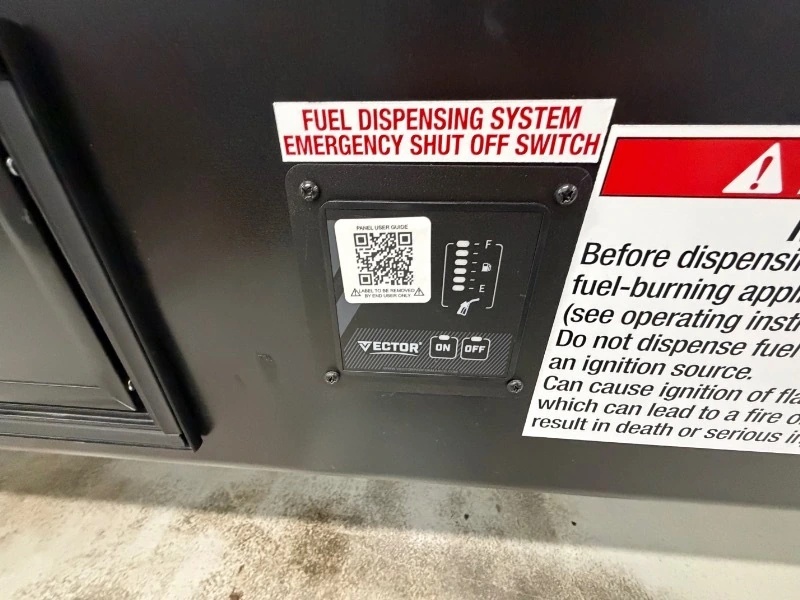 FUEL DISPENSING SYSTEM
EMERGENCY SHUT OFF SWITCH
PANEL USER GUIDE
LABEL TO BE REMOVED
BY END USER ONLY
F
E
VECTOR
ON
OFF
Before dispensi
fuel-burning appl
(see operating inst
Do not dispense fuel
an ignition source.
Can cause ignition of fla
which can lead to a fire o
result in death or serious in